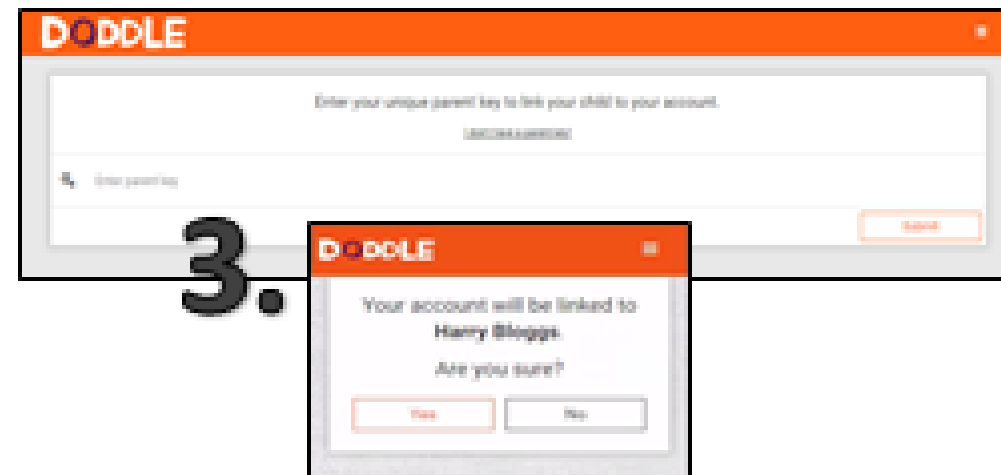 DODDLE
Enter your unique parent key to link your child to your account.
Enter parent key
Submit
3.
DODDLE
Your account will be linked to
Harry Bloggs.
Are you sure?
Yes
No